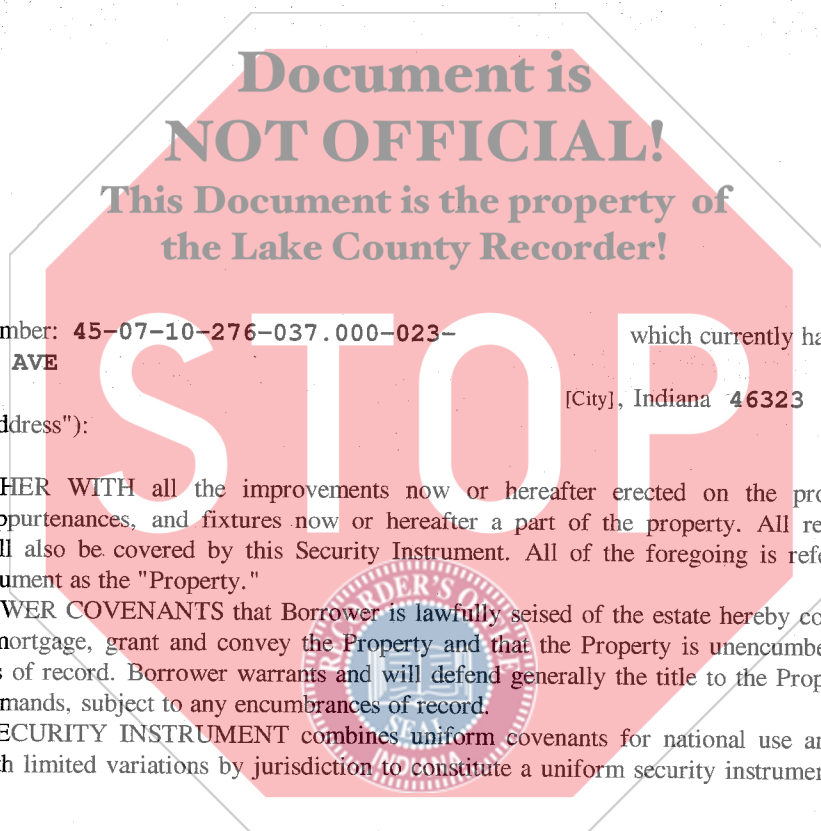 Document is
NOT OFFICIAL!
This Document is the property of
the Lake County Recorder!
STOP
mber: 45-07-10-276-037.000-023- which currently ha
AVE
[City], Indiana 46323
ddress"):
HER WITH all the improvements now or hereafter erected on the pro
ppurtenances, and fixtures now or hereafter a part of the property. All re
ll also be covered by this Security Instrument. All of the foregoing is refe
ument as the "Property."
WER COVENANTS that Borrower is lawfully seised of the estate hereby co
nortgage, grant and convey the Property and that the Property is unencumbe
s of record. Borrower warrants and will defend generally the title to the Prop
mands, subject to any encumbrances of record.
ECURITY INSTRUMENT combines uniform covenants for national use an
th limited variations by jurisdiction to constitute a uniform security instrumen
SEAL
INDIANA